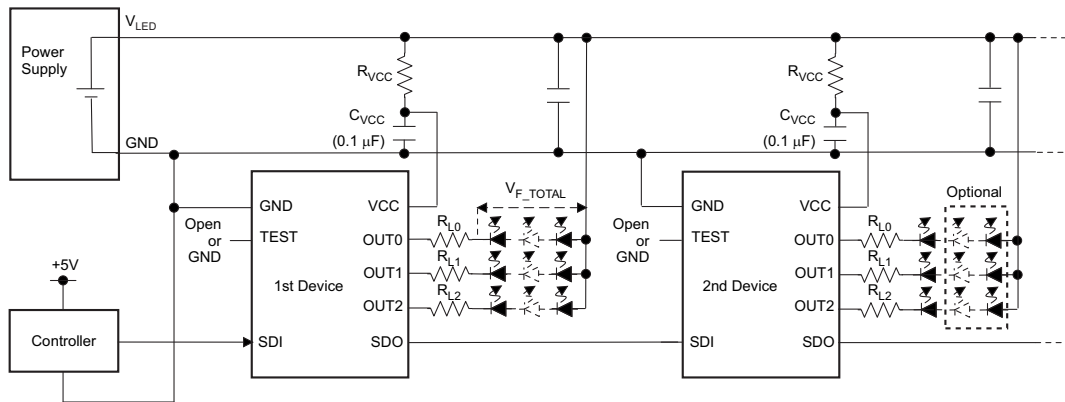 V_LED
Power
Supply
GND
R_VCC
C_VCC
(0.1 μF)
R_VCC
C_VCC
(0.1 μF)
GND
VCC
Open
or
GND
TEST
OUT0
OUT1
OUT2
1st Device
SDI
SDO
R_L0
R_L1
R_L2
V_F_TOTAL
+5V
Controller
GND
VCC
Open
or
GND
TEST
OUT0
OUT1
OUT2
2nd Device
SDI
SDO
R_L0
R_L1
R_L2
Optional